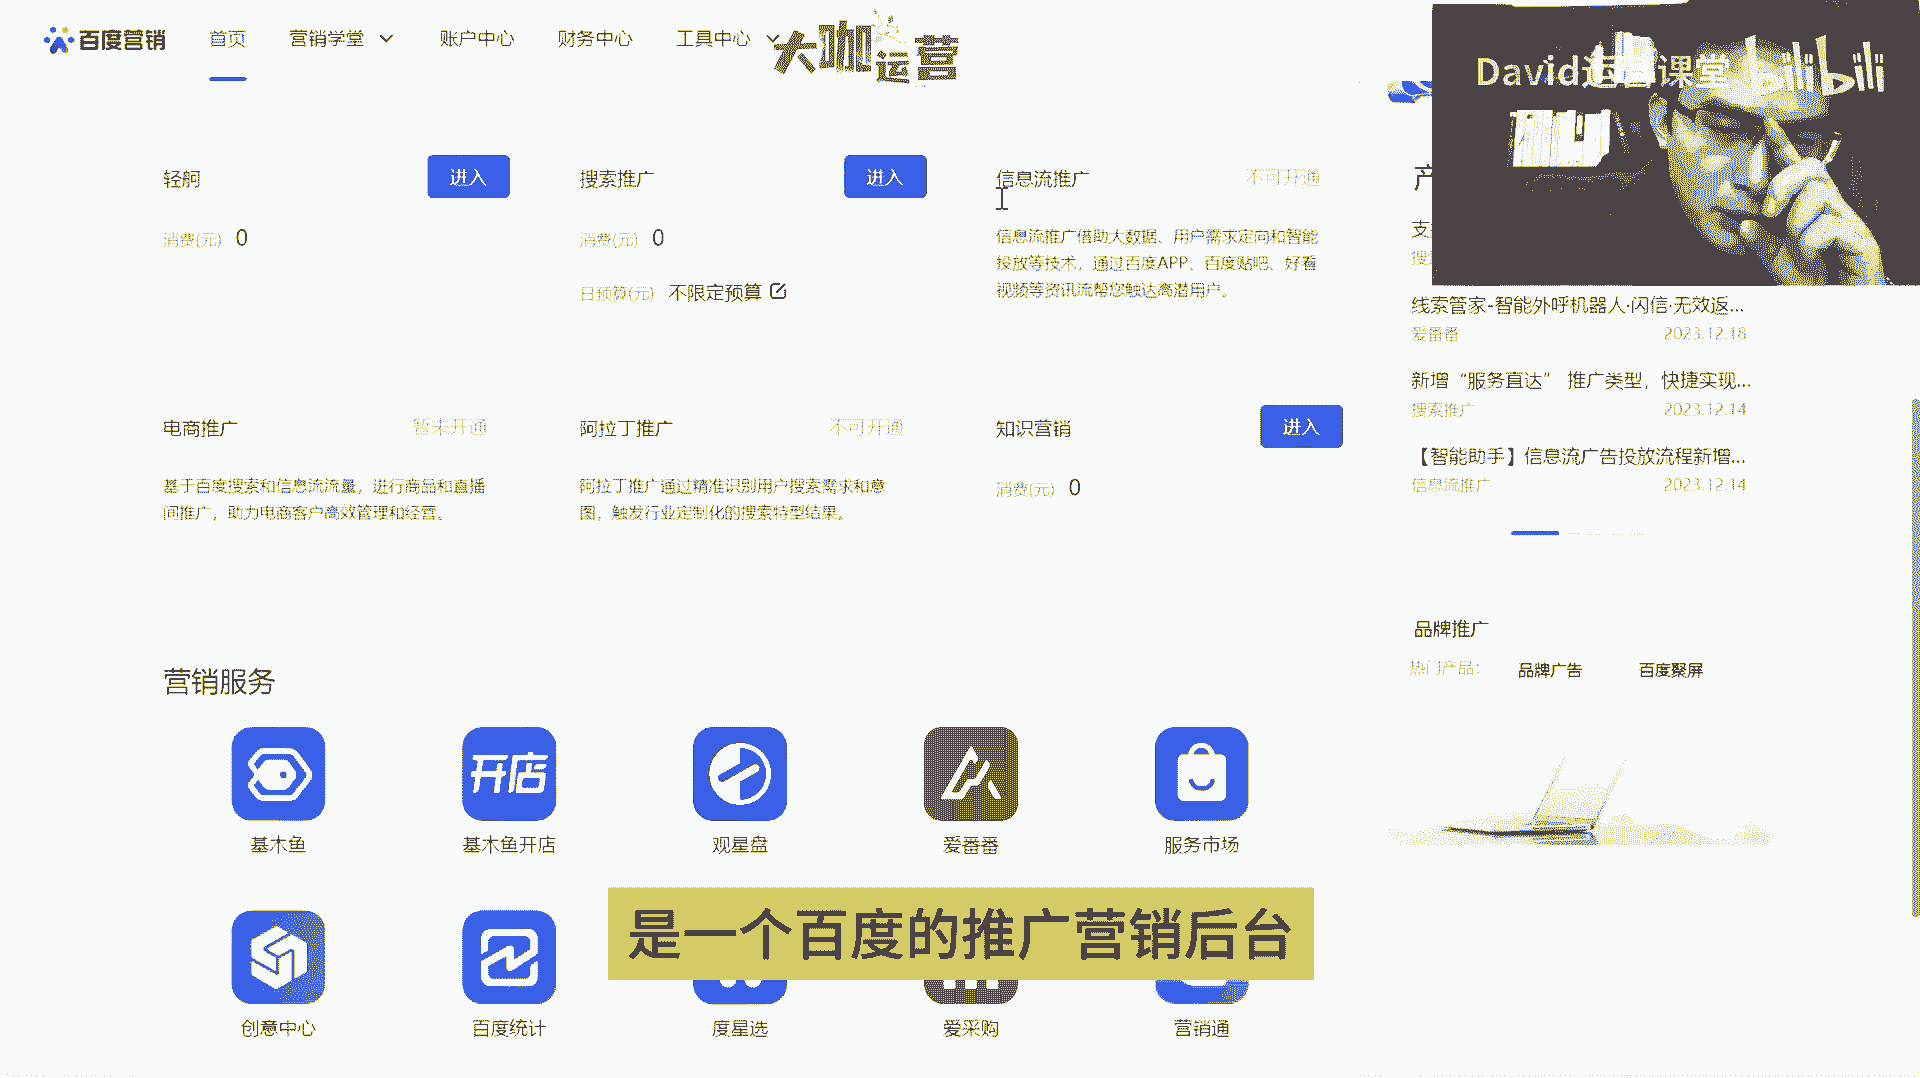 百度营销
首页
营销学堂
账户中心
财务中心
工具中心
大咖运营
David运营课堂
bilibili
轻舸
进入
搜索推广
进入
信息流推广
不可开通
消费(元) 0
消费(元) 0
日预算(元) 不限定预算
信息流推广借助大数据、用户需求定向和智能
投放等技术，通过百度APP、百度贴吧、好看
视频等资讯流帮您触达高潜用户。
产
支
搜
线索管家-智能外呼机器人·闪信·无效返...
爱番番 2023.12.18
新增“服务直达” 推广类型，快捷实现...
搜索推广 2023.12.14
【智能助手】信息流广告投放流程新增...
信息流推广 2023.12.14
电商推广
暂未开通
阿拉丁推广
不可开通
知识营销
进入
基于百度搜索和信息流流量，进行商品和直播
间推广，助力电商客户高效管理和经营。
阿拉丁推广通过精准识别用户搜索需求和意
图，触发行业定制化的搜索特型结果。
消费(元) 0
品牌推广
热门产品： 品牌广告 百度聚屏
营销服务
开店
基木鱼
基木鱼开店
观星盘
爱番番
服务市场
是一个百度的推广营销后台
创意中心
百度统计
度星选
爱采购
营销通